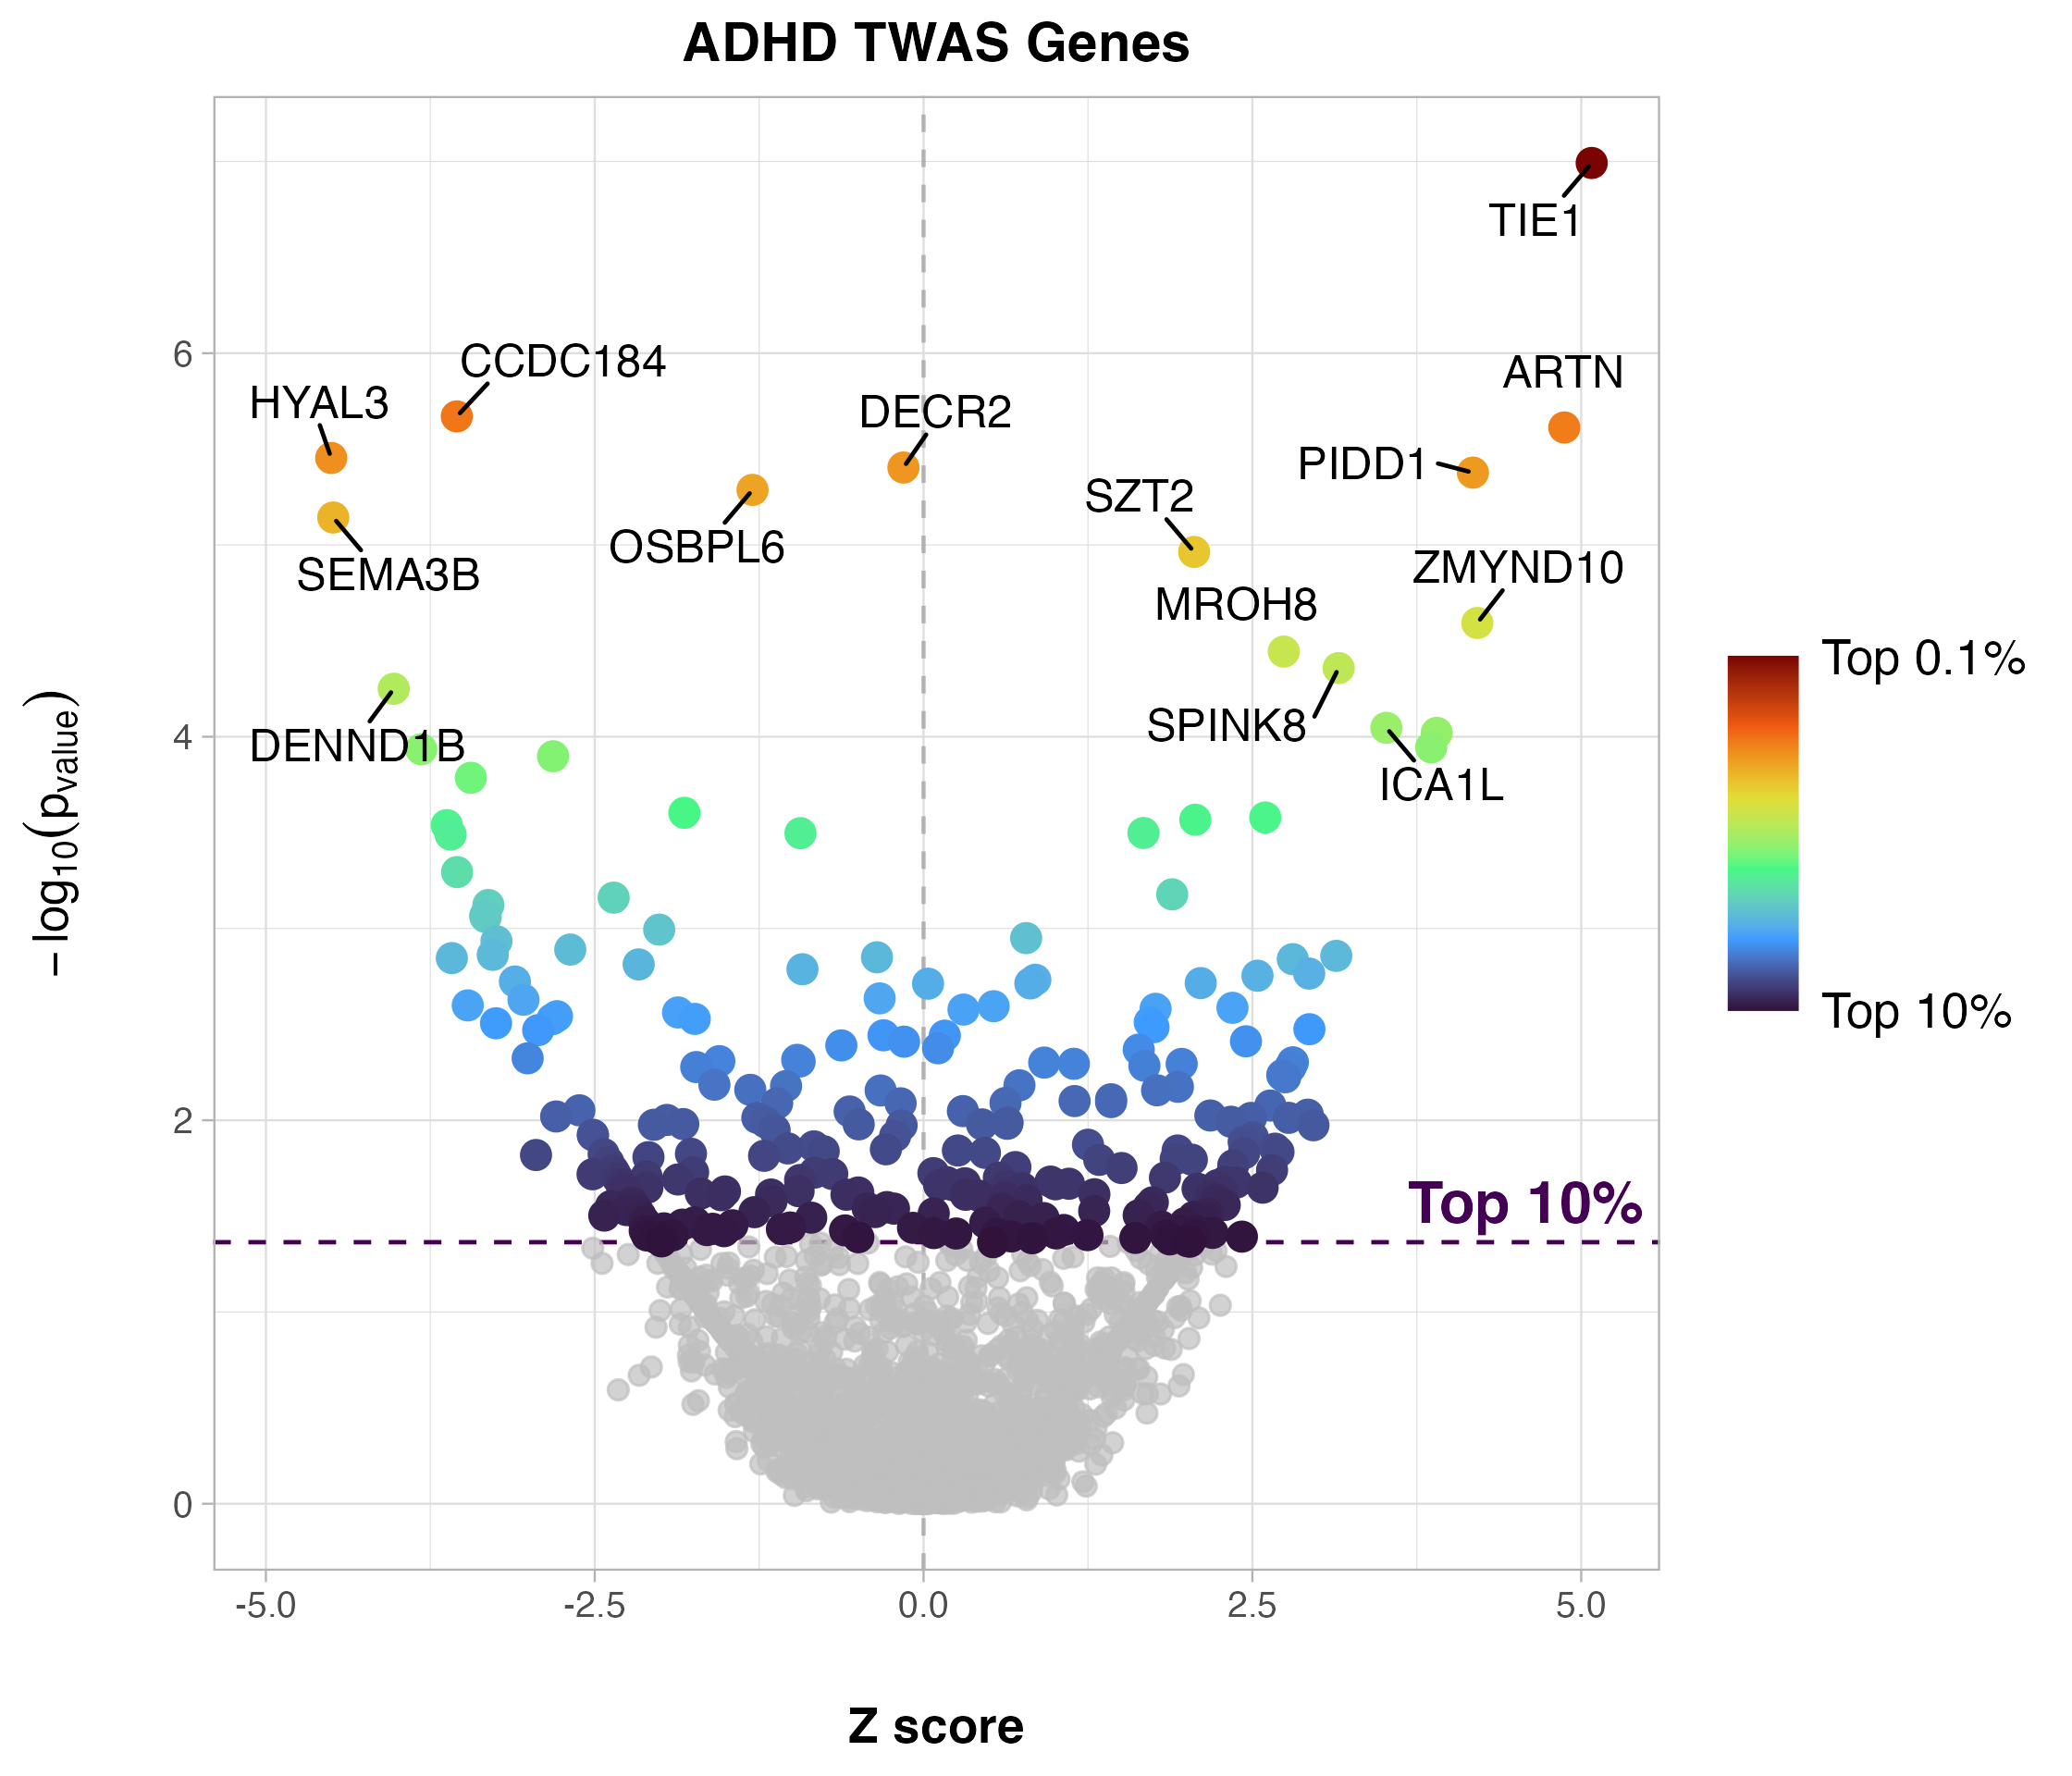 ADHD TWAS Genes
TIE1
CCDC184
ARTN
HYAL3
DECR2
PIDD1
SZT2
OSBPL6
ZMYND10
SEMA3B
MROH8
SPINK8
DENND1B
ICA1L
Top 10%
6
4
2
0
-5.0
-2.5
0.0
2.5
5.0
− log10(pvalue)
Z score
Top 0.1%
Top 10%